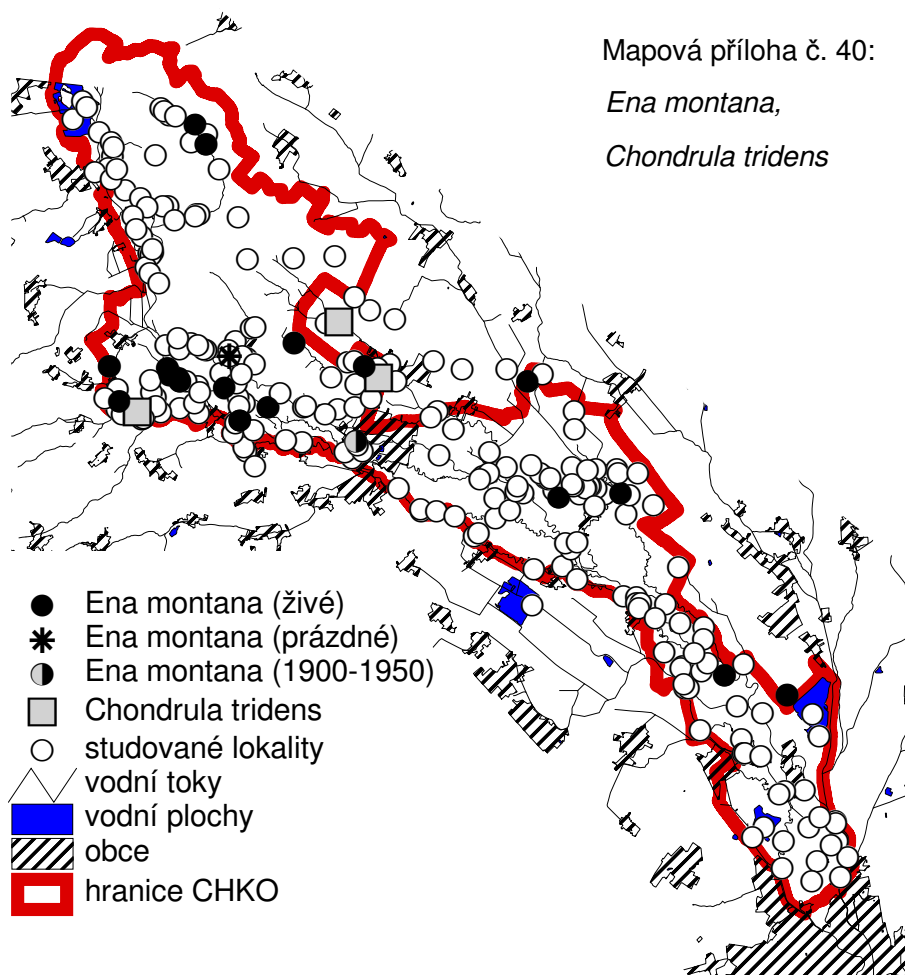 Mapová příloha č. 40:
Ena montana,
Chondrula tridens
Ena montana (živé)
Ena montana (prázdné)
Ena montana (1900-1950)
Chondrula tridens
studované lokality
vodní toky
vodní plochy
obce
hranice CHKO